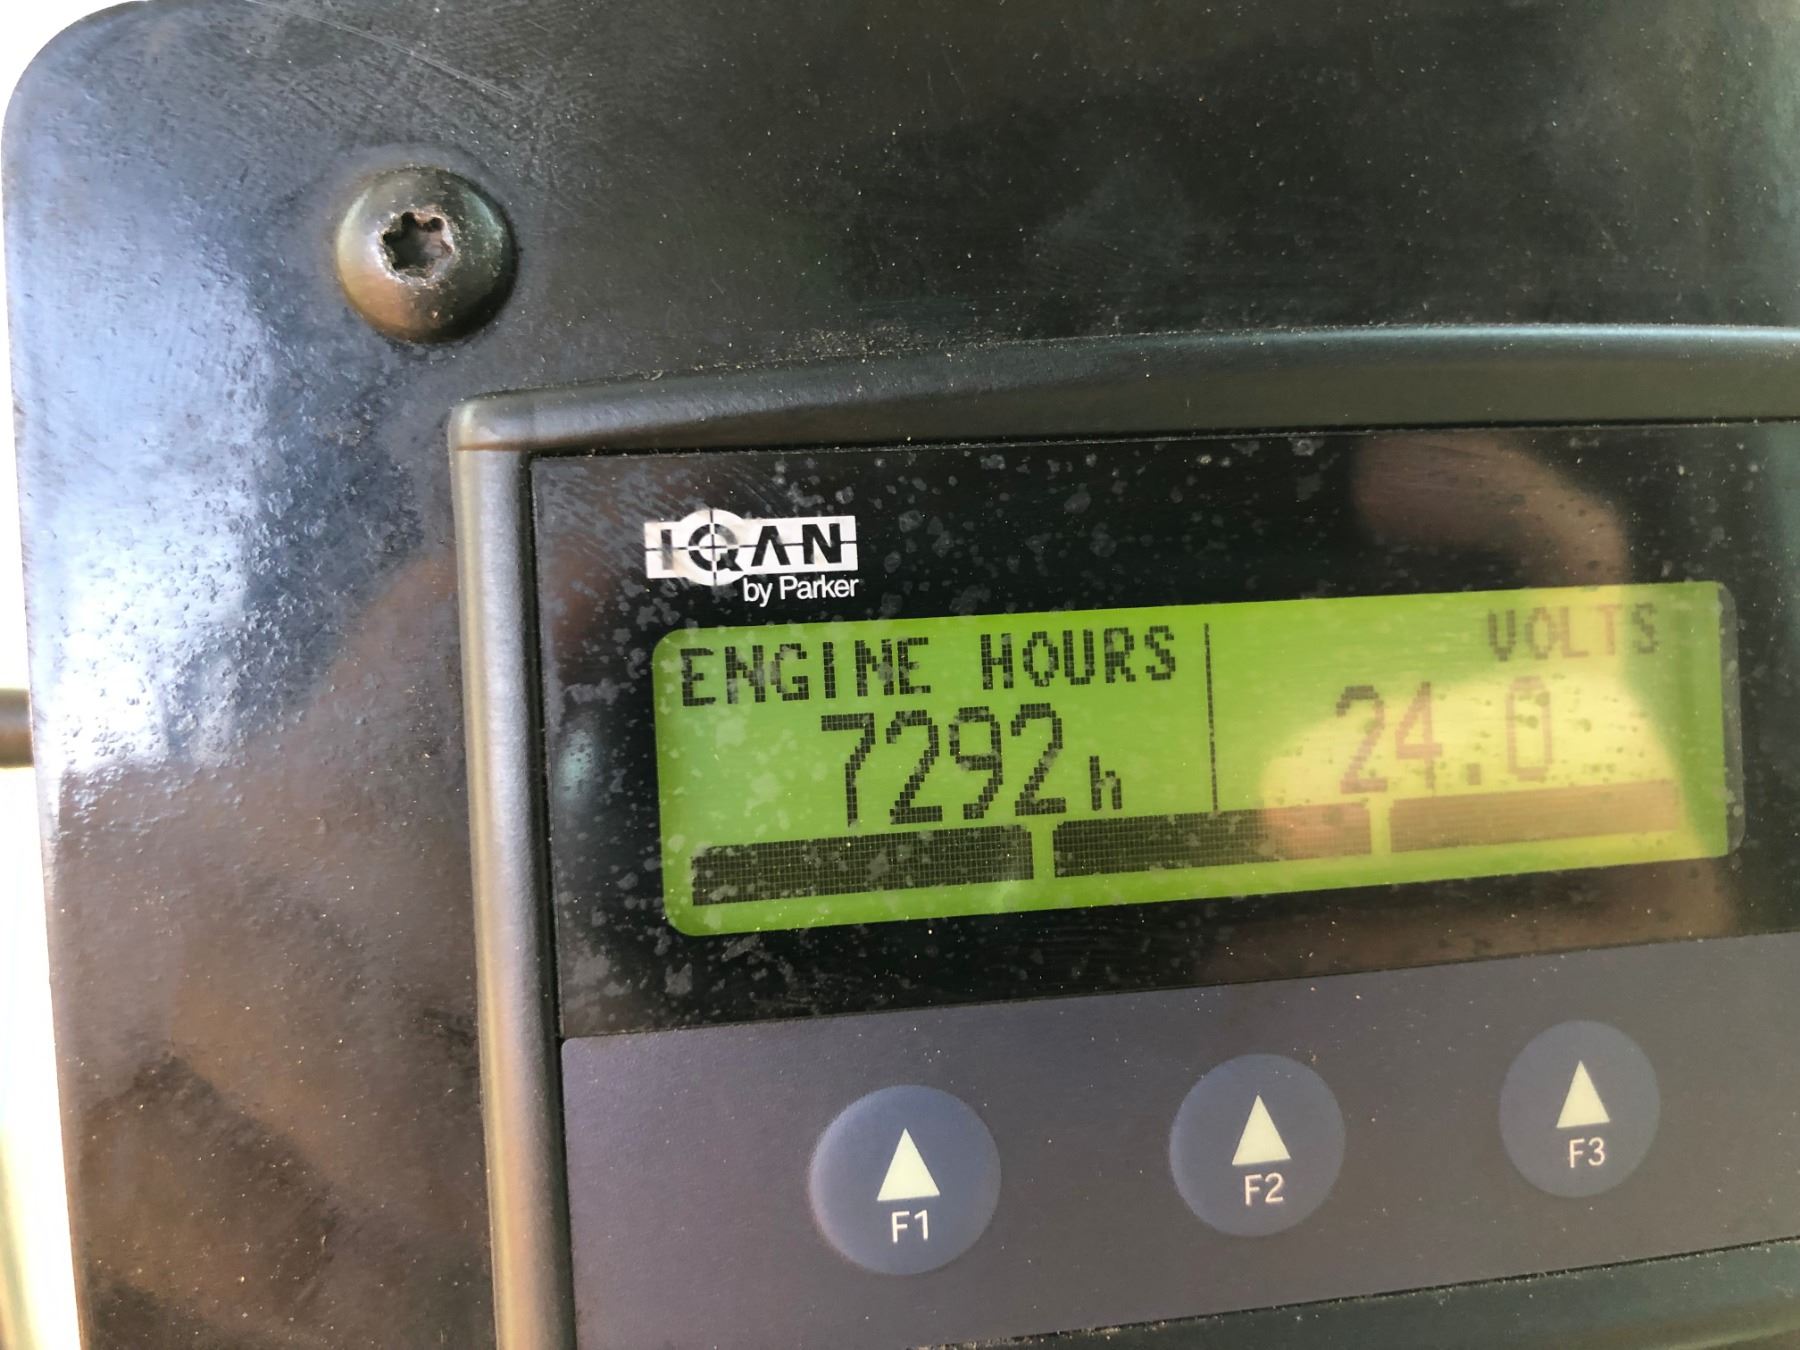 IQAN
by Parker
ENGINE HOURS VOLTS
7292h 24.0
F1 F2 F3